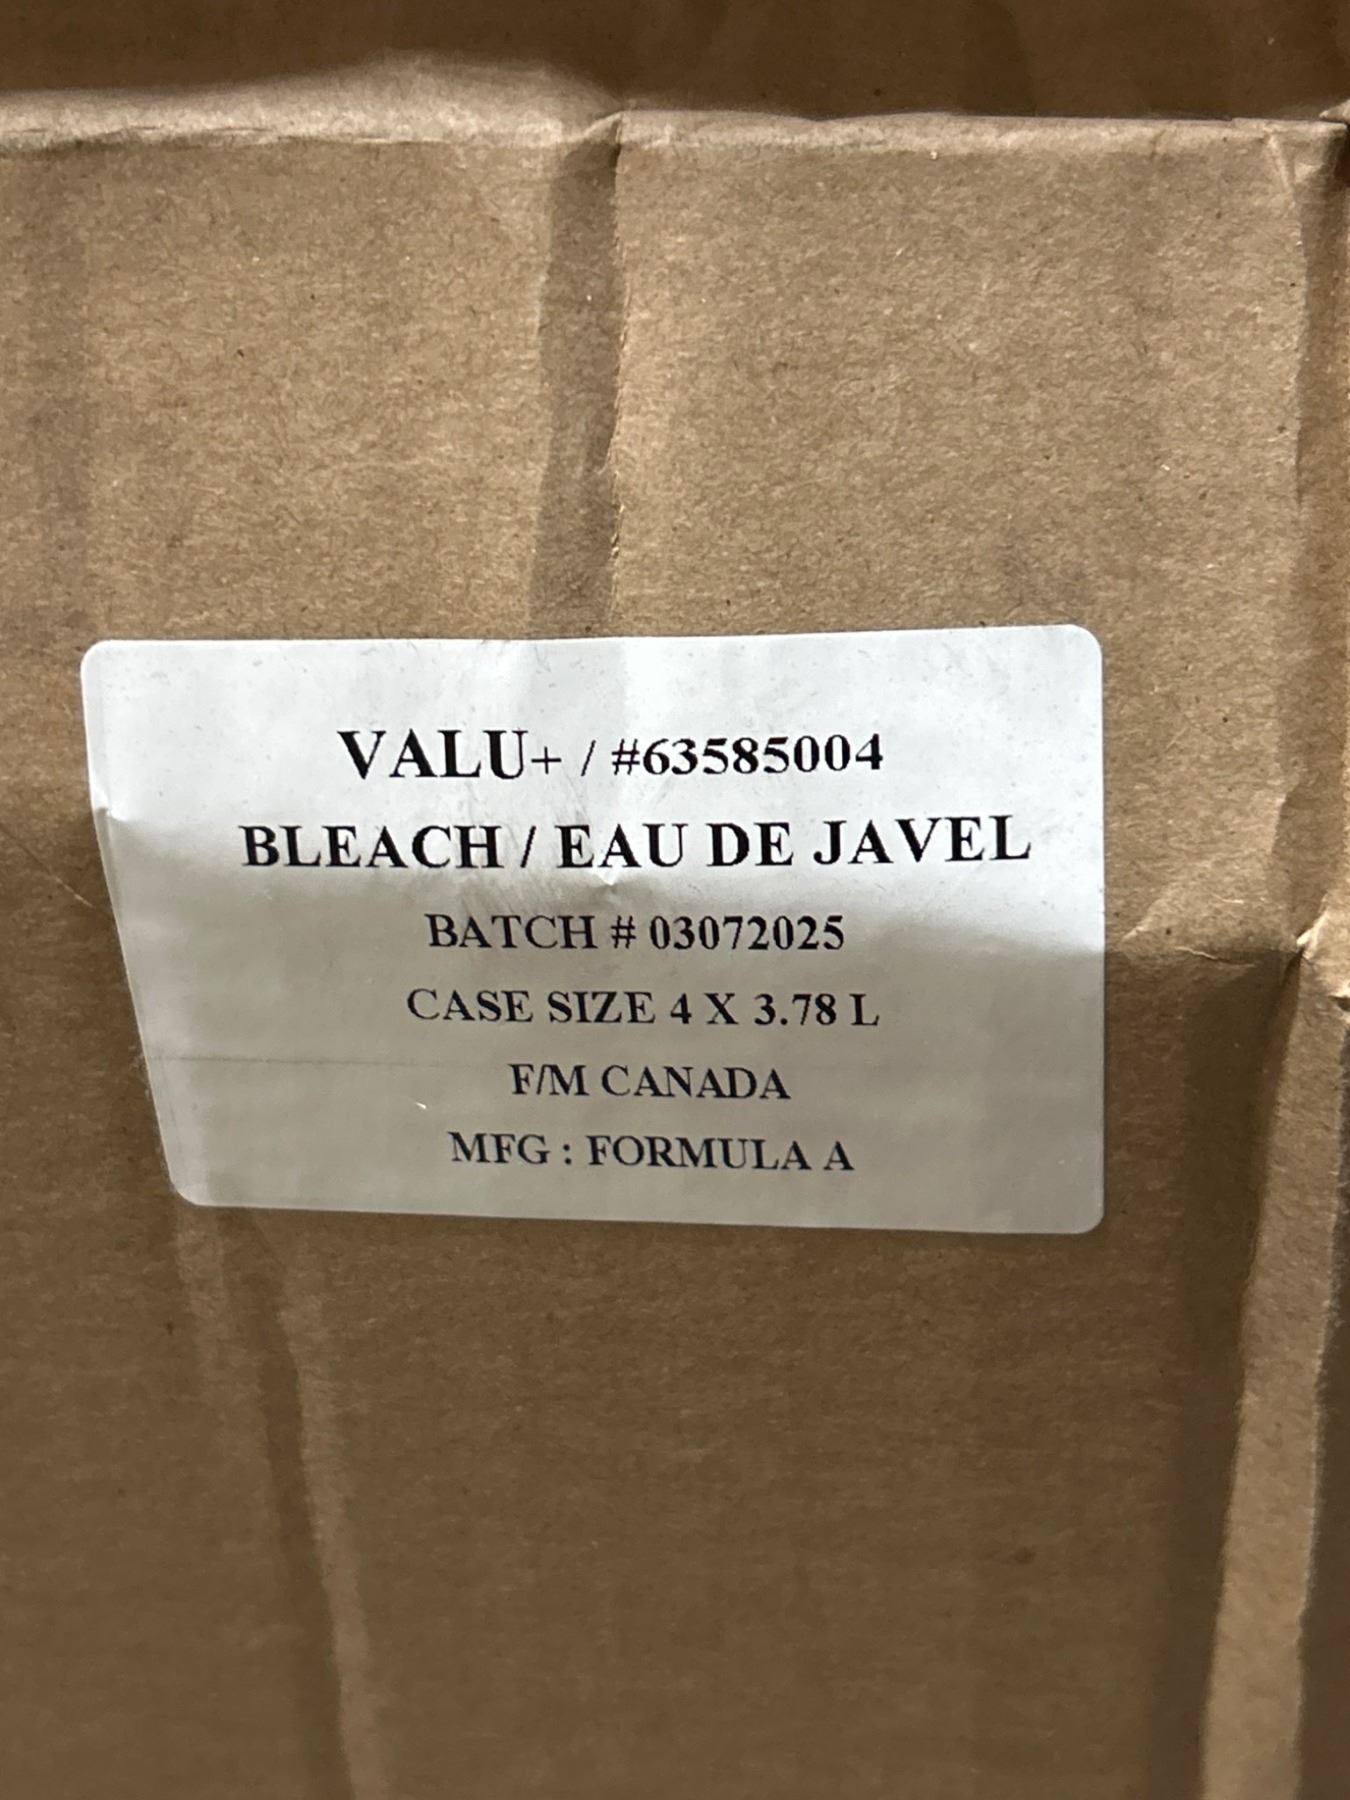 VALU+ / #63585004
BLEACH / EAU DE JAVEL
BATCH # 03072025
CASE SIZE 4 X 3.78 L
F/M CANADA
MFG : FORMULA A